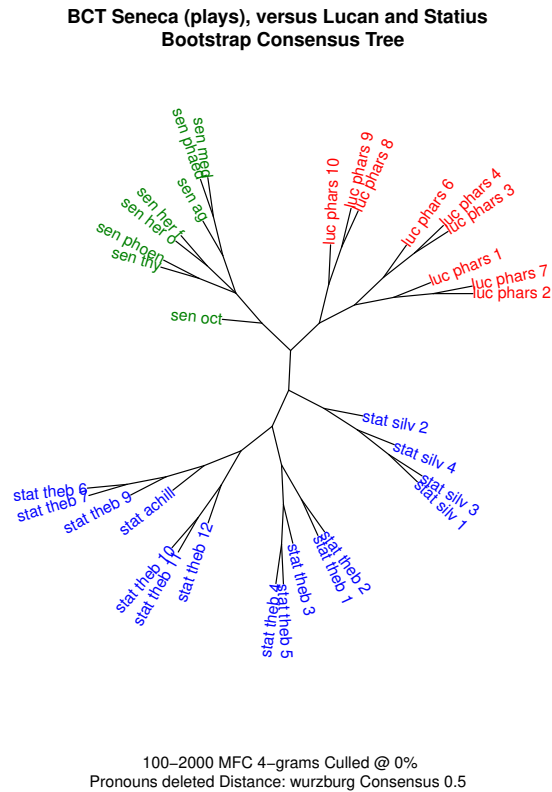 BCT Seneca (plays), versus Lucan and Statius
Bootstrap Consensus Tree
sen med
sen phaed
sen ag
sen her f
sen her o
sen phoen
sen thy
sen oct
luc phars 10
luc phars 9
luc phars 8
luc phars 6
luc phars 4
luc phars 3
luc phars 1
luc phars 7
luc phars 2
stat silv 2
stat silv 4
stat silv 3
stat silv 1
stat theb 2
stat theb 1
stat theb 3
stat theb 5
stat theb 4
stat theb 12
stat theb 11
stat theb 10
stat achill
stat theb 9
stat theb 7
stat theb 6
100−2000 MFC 4−grams Culled @ 0%
Pronouns deleted Distance: wurzburg Consensus 0.5